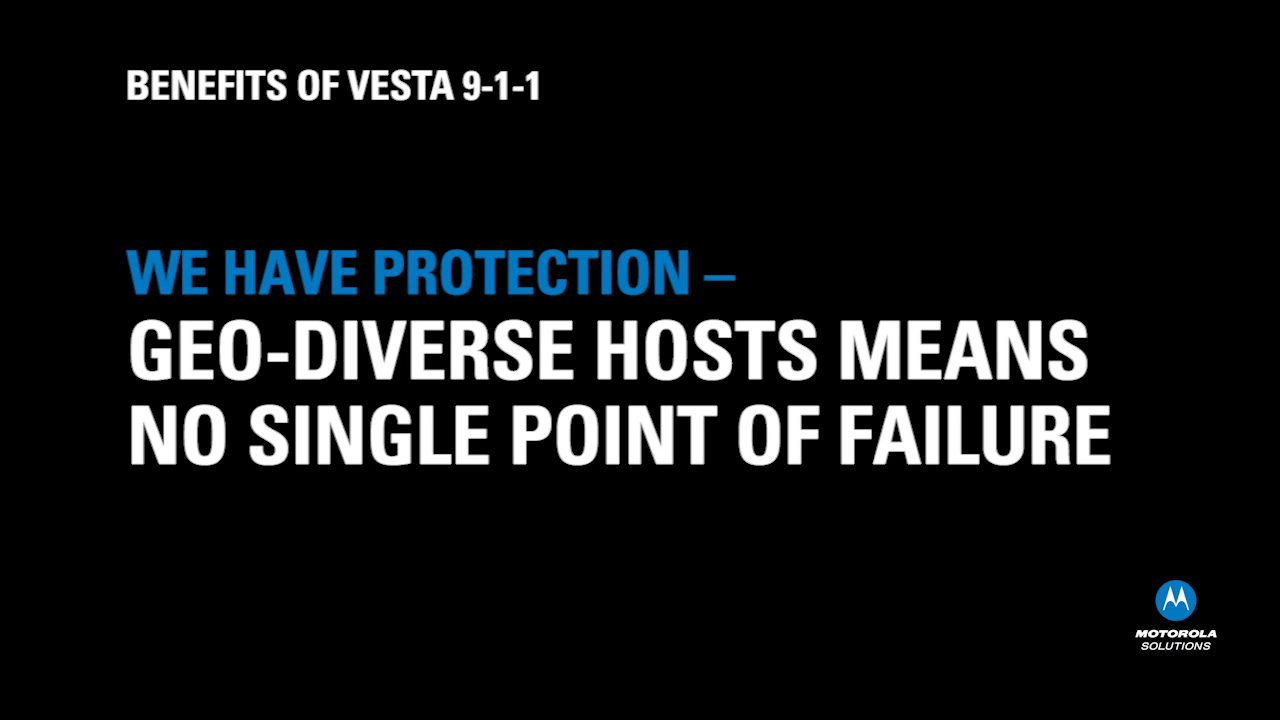 BENEFITS OF VESTA 9-1-1
WE HAVE PROTECTION –
GEO-DIVERSE HOSTS MEANS
NO SINGLE POINT OF FAILURE
MOTOROLA
SOLUTIONS